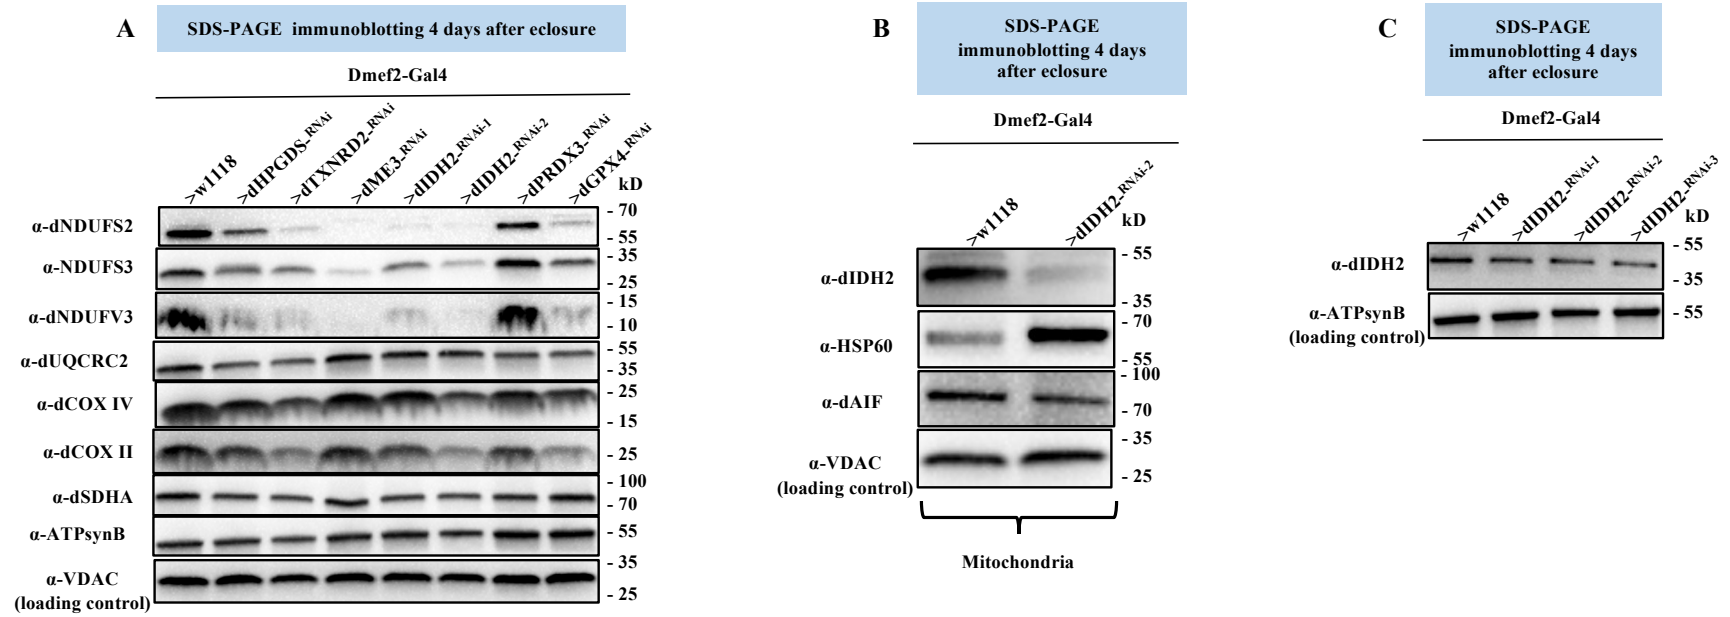 A
SDS-PAGE immunoblotting 4 days after eclosure
Dmef2-Gal4
>w1118
>dHPGDS-RNAi
>dTXNRD2-RNAi
>dME3-RNAi
>dIDH2-RNAi-1
>dIDH2-RNAi-2
>dPRDX3-RNAi
>dGPX4-RNAi
kD
α-dNDUFS2
- 70
- 55
α-NDUFS3
- 35
- 25
α-dNDUFV3
- 15
- 10
α-dUQCRC2
- 55
- 35
α-dCOX IV
- 25
- 15
α-dCOX II
- 25
α-dSDHA
- 100
- 70
α-ATPsynB
- 55
α-VDAC
(loading control)
- 35
- 25
B
SDS-PAGE
immunoblotting 4 days
after eclosure
Dmef2-Gal4
>w1118
>dIDH2-RNAi-2
kD
α-dIDH2
- 55
- 35
α-HSP60
- 70
- 55
α-dAIF
- 100
- 70
α-VDAC
(loading control)
- 35
- 25
Mitochondria
C
SDS-PAGE
immunoblotting 4 days
after eclosure
Dmef2-Gal4
>w1118
>dIDH2-RNAi-1
>dIDH2-RNAi-2
>dIDH2-RNAi-3
kD
α-dIDH2
- 55
- 35
α-ATPsynB
(loading control)
- 55